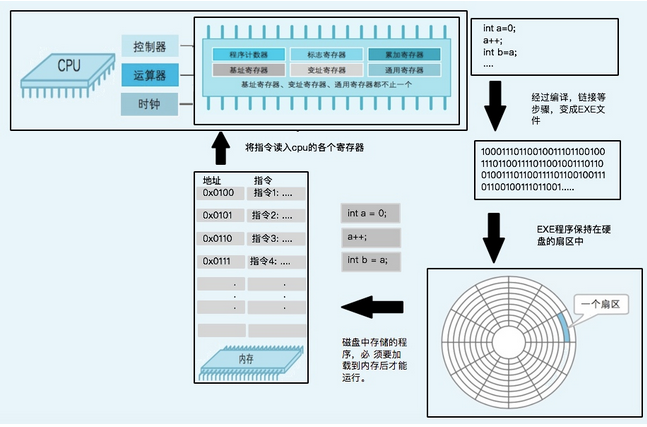 CPU
控制器
运算器
时钟
程序计数器
标志寄存器
累加寄存器
基址寄存器
变址寄存器
通用寄存器
基址寄存器、变址寄存器、通用寄存器都不止一个
int a=0;
a++;
int b=a;
....
经过编译，链接等
步骤，变成EXE文
件
10001110110010011101100100
11101100111101100100111011 0
01001110110011110110010011 1
01100100111011001.....
EXE程序保持在硬
盘的扇区中
一个扇区
磁盘中存储的程
序，必 须要加
载到内存后才能
运行。
int a = 0;
a++;
int b = a;
将指令读入cpu的各个寄存器
地址 指令
0x0100 指令1: ....
0x0101 指令2: ....
0x0110 指令3: ....
0x0111 指令4: ....
. .
. .
内存